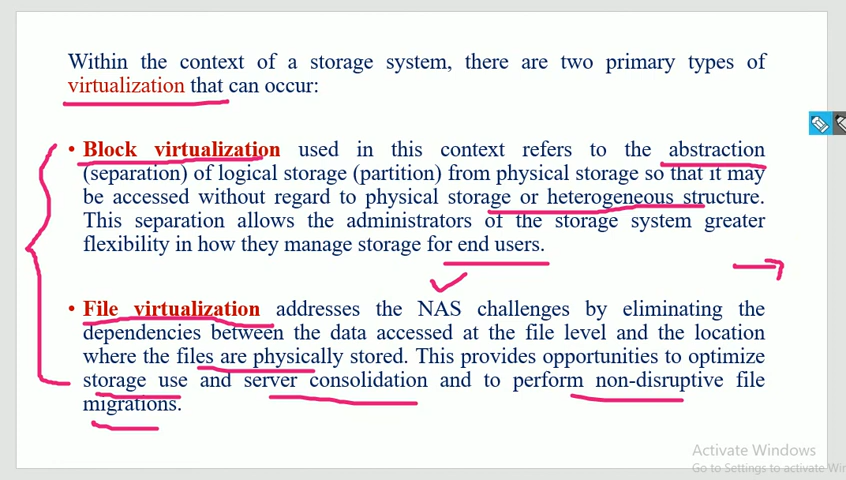 Within the context of a storage system, there are two primary types of
virtualization that can occur:
• Block virtualization used in this context refers to the abstraction
(separation) of logical storage (partition) from physical storage so that it may
be accessed without regard to physical storage or heterogeneous structure.
This separation allows the administrators of the storage system greater
flexibility in how they manage storage for end users.
• File virtualization addresses the NAS challenges by eliminating the
dependencies between the data accessed at the file level and the location
where the files are physically stored. This provides opportunities to optimize
storage use and server consolidation and to perform non-disruptive file
migrations.
Activate Windows
Go to Settings to activate Wi